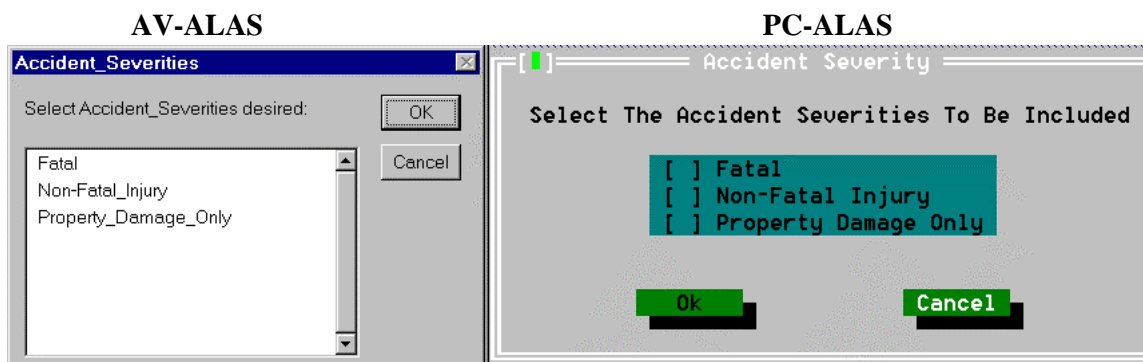 AV-ALAS
PC-ALAS
Accident_Severities
Select Accident_Severities desired:
OK
Cancel
Fatal
Non-Fatal_Injury
Property_Damage_Only
[ ] Accident Severity
Select The Accident Severities To Be Included
[ ] Fatal
[ ] Non-Fatal Injury
[ ] Property Damage Only
Ok
Cancel